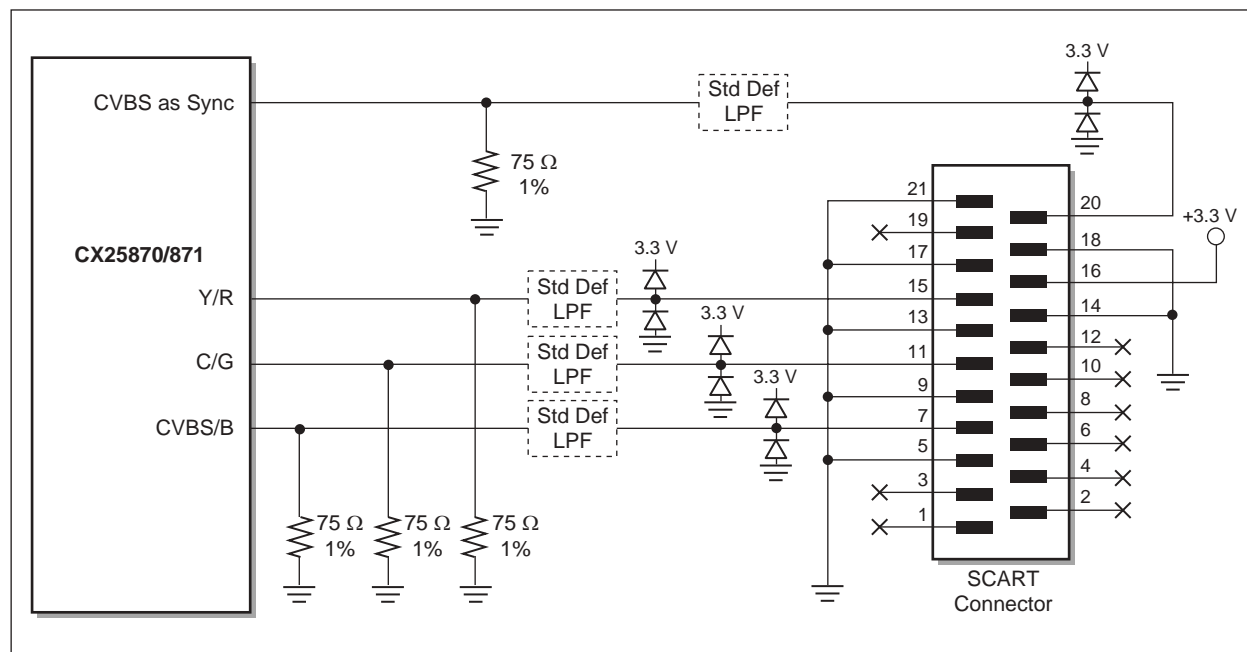 3.3 V
CVBS as Sync
Std Def
LPF
75 Ω
1%
21
20
19
+3.3 V
18
CX25870/871
17
16
3.3 V
Y/R
Std Def
LPF
15
14
3.3 V
13
12
C/G
Std Def
LPF
11
10
3.3 V
9
8
CVBS/B
Std Def
LPF
7
6
5
4
3
2
1
75 Ω
1%
75 Ω
1%
75 Ω
1%
SCART
Connector